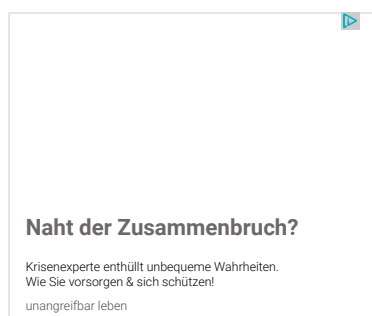 Naht der Zusammenbruch?
Krisenexperte enthüllt unbequeme Wahrheiten.
Wie Sie vorsorgen & sich schützen!
unangreifbar leben